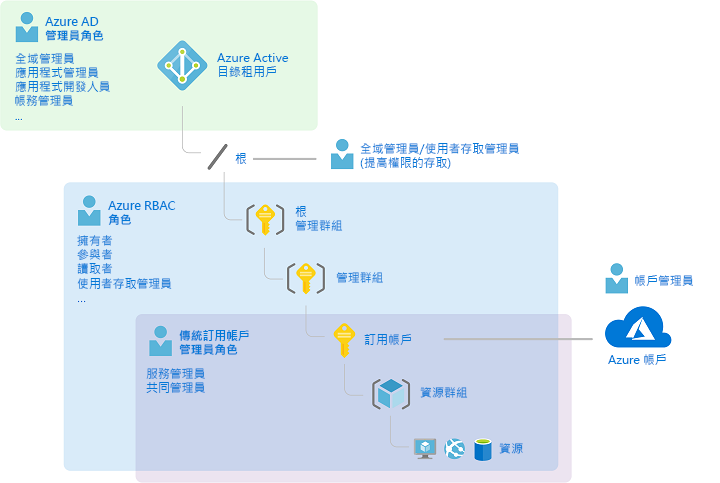 Azure AD
管理員角色
全域管理員
應用程式管理員
應用程式開發人員
帳務管理員
...
Azure Active
目錄租用戶
根
全域管理員/使用者存取管理員
(提高權限的存取)
Azure RBAC
角色
擁有者
參與者
讀取者
使用者存取管理員
...
根
管理群組
管理群組
帳戶管理員
Azure 帳戶
傳統訂用帳戶
管理員角色
服務管理員
共同管理員
訂用帳戶
資源群組
資源